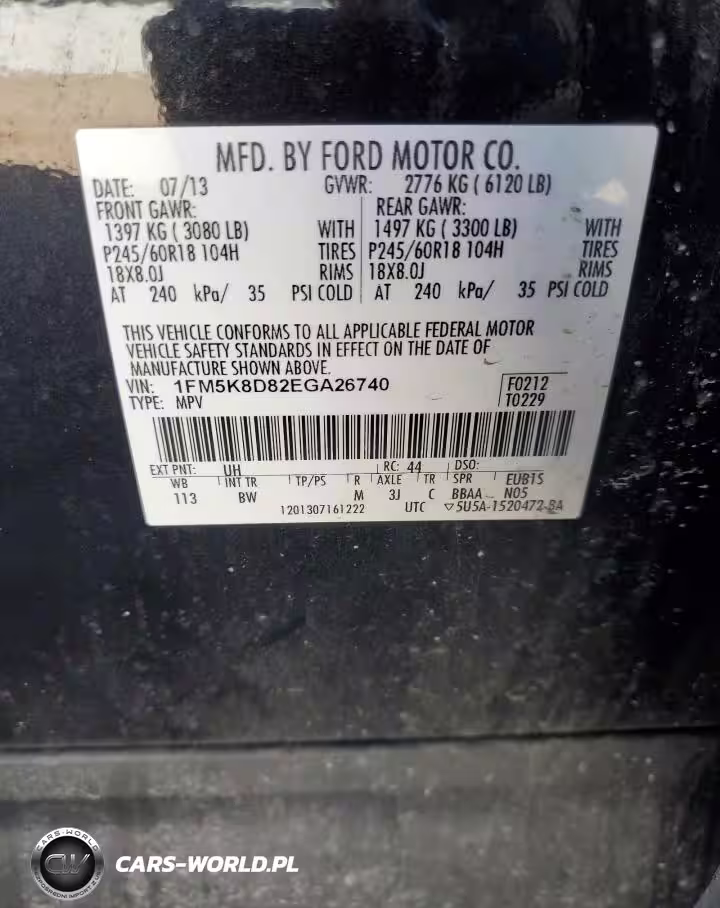 MFD. BY FORD MOTOR CO.
DATE: 07/13 GVWR: 2776 KG ( 6120 LB)
FRONT GAWR: REAR GAWR:
1397 KG ( 3080 LB) WITH 1497 KG ( 3300 LB) WITH
P245/60R18 104H TIRES P245/60R18 104H TIRES
18X8.0J RIMS 18X8.0J RIMS
AT 240 kPa/ 35 PSI COLD AT 240 kPa/ 35 PSI COLD
THIS VEHICLE CONFORMS TO ALL APPLICABLE FEDERAL MOTOR
VEHICLE SAFETY STANDARDS IN EFFECT ON THE DATE OF
MANUFACTURE SHOWN ABOVE.
VIN: 1FM5K8D82EGA26740 F0212
TYPE: MPV T0229
EXT PNT: UH RC: 44 DSO:
WB INT TR TP/PS R AXLE TR SPR EUB1S
113 BW M 3J C BBAA N05
1201307161222 UTC ▽5U5A-1520472-BA
CARS-WORLD.PL
CW
CARS-WORLD.PL